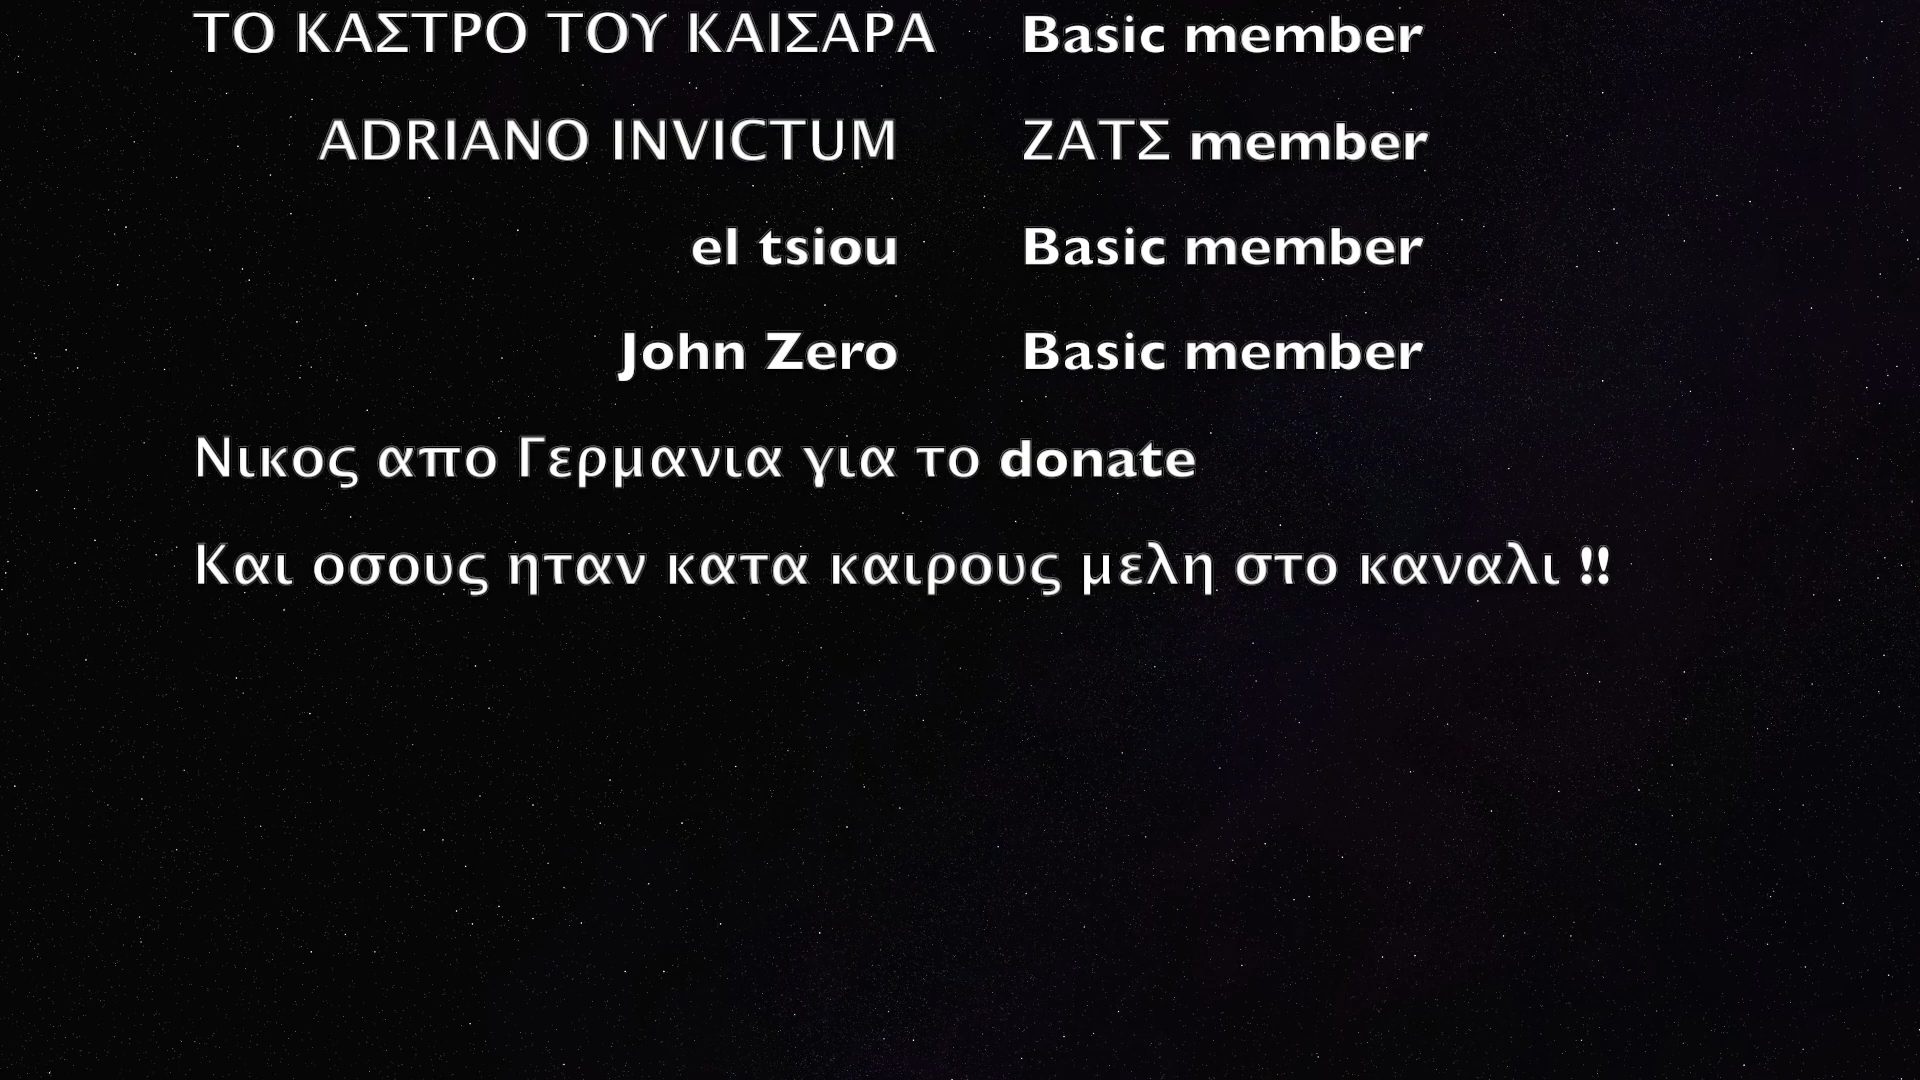 ΤΟ ΚΑΣΤΡΟ ΤΟΥ ΚΑΙΣΑΡΑ Basic member
ADRIANO INVICTUM ΖΑΤΣ member
el tsiou Basic member
John Zero Basic member
Νικος απο Γερμανια για το donate
Και οσους ηταν κατα καιρους μελη στο καναλι !!